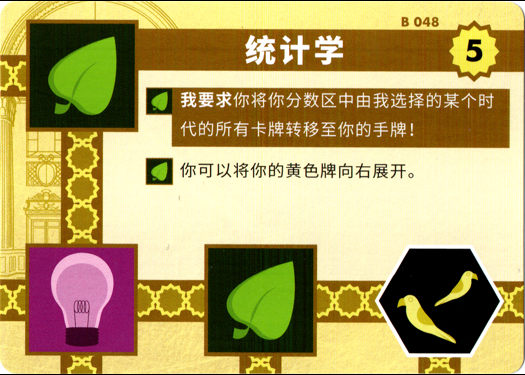 B 048
统计学
5
我要求你将你分数区中由我选择的某个时
代的所有卡牌转移至你的手牌！
你可以将你的黄色牌向右展开。